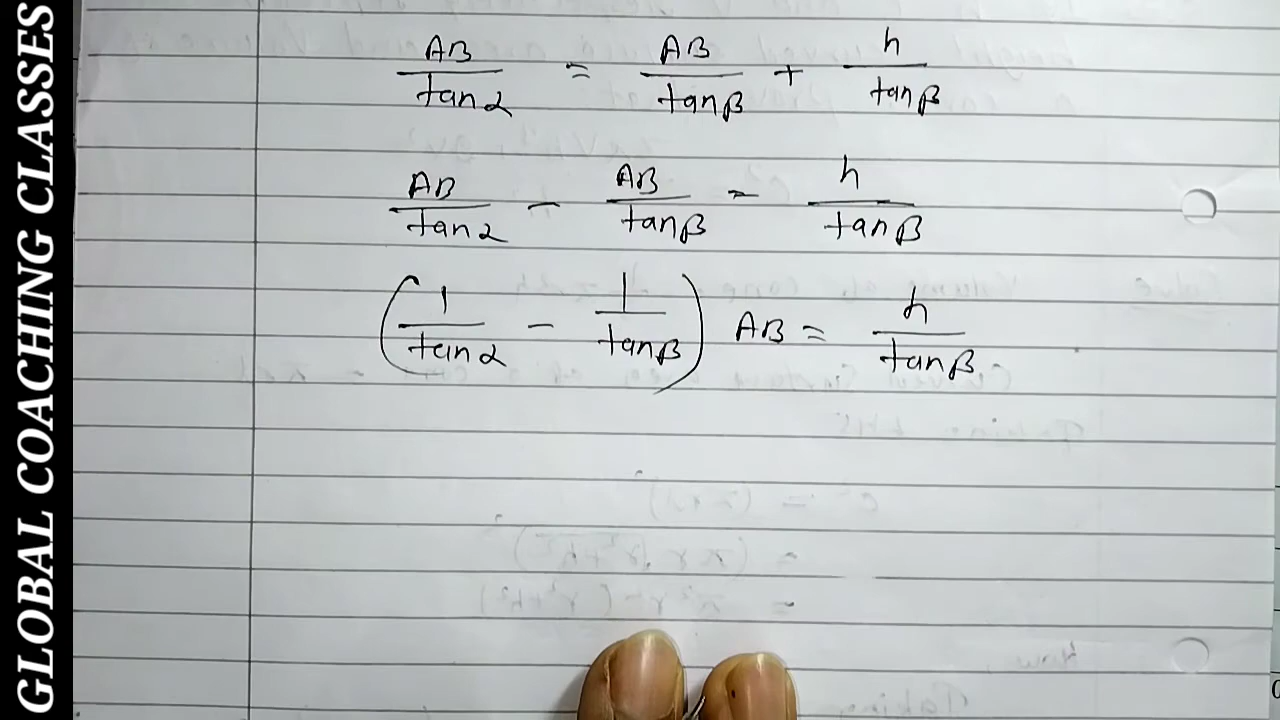 GLOBAL COACHING CLASSES
AB/tanα = AB/tanβ + h/tanβ
AB/tanα - AB/tanβ = h/tanβ
(1/tanα - 1/tanβ) AB = h/tanβ